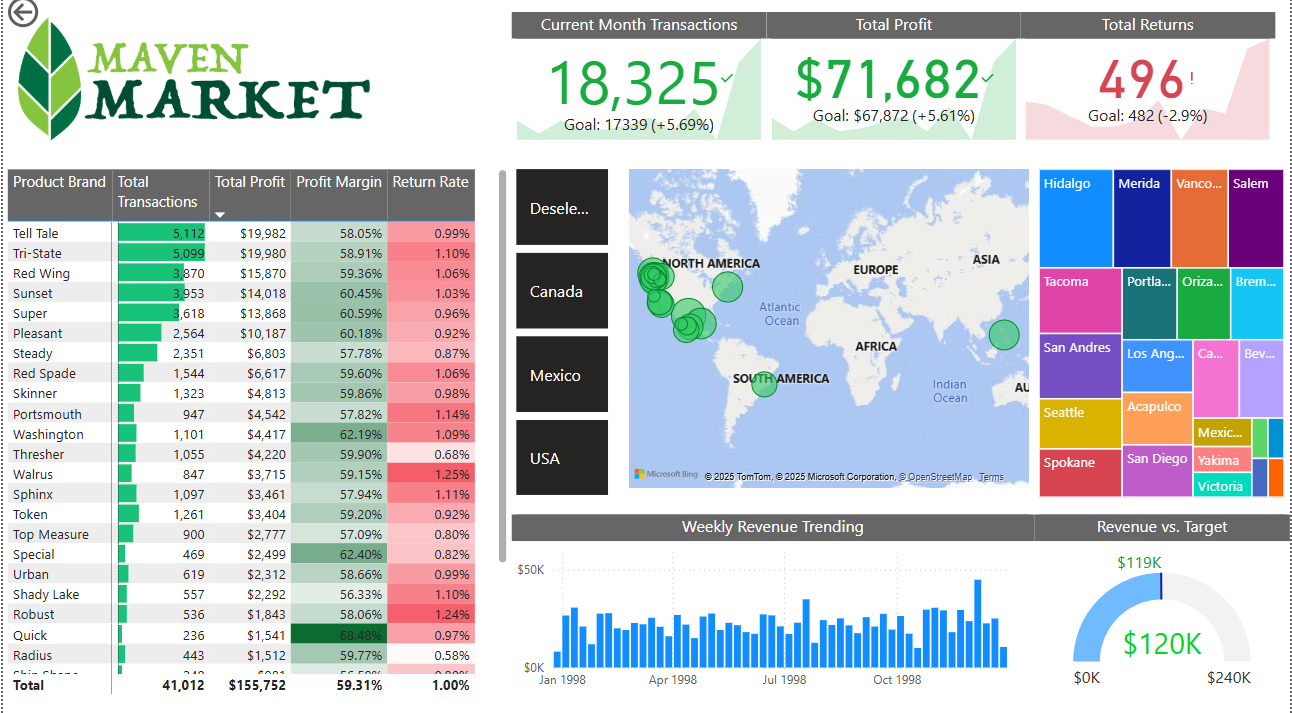 MAVEN
MARKET
Current Month Transactions
18,325
Goal: 17339 (+5.69%)
Total Profit
$71,682
Goal: $67,872 (+5.61%)
Total Returns
496!
Goal: 482 (-2.9%)
Product Brand Total Transactions Total Profit Profit Margin Return Rate
Tell Tale 5,112 $19,982 58.05% 0.99%
Tri-State 5,099 $19,980 58.91% 1.10%
Red Wing 3,870 $15,870 59.36% 1.06%
Sunset 3,953 $14,018 60.45% 1.03%
Super 3,618 $13,868 60.59% 0.96%
Pleasant 2,564 $10,187 60.18% 0.92%
Steady 2,351 $6,803 57.78% 0.87%
Red Spade 1,544 $6,617 59.60% 1.06%
Skinner 1,323 $4,813 59.86% 0.98%
Portsmouth 947 $4,542 57.82% 1.14%
Washington 1,101 $4,417 62.19% 1.09%
Thresher 1,055 $4,220 59.90% 0.68%
Walrus 847 $3,715 59.15% 1.25%
Sphinx 1,097 $3,461 57.94% 1.11%
Token 1,261 $3,404 59.20% 0.92%
Top Measure 900 $2,777 57.09% 0.80%
Special 469 $2,499 62.40% 0.82%
Urban 619 $2,312 58.66% 0.99%
Shady Lake 557 $2,292 56.33% 1.10%
Robust 536 $1,843 58.06% 1.24%
Quick 236 $1,541 68.48% 0.97%
Radius 443 $1,512 59.77% 0.58%
Total 41,012 $155,752 59.31% 1.00%
Desele...
Canada
Mexico
USA
NORTH AMERICA
EUROPE
ASIA
Atlantic
Ocean
AFRICA
SOUTH AMERICA
Indian
Ocean
AU
Microsoft Bing
© 2025 TomTom, © 2025 Microsoft Corporation, © OpenStreetMap Terms
Hidalgo
Merida
Vanco...
Salem
Tacoma
Portla...
Oriza...
Brem...
San Andres
Los Ang...
Ca...
Bev...
Seattle
Acapulco
Mexic...
Spokane
San Diego
Yakima
Victoria
Weekly Revenue Trending
$50K
$0K
Jan 1998 Apr 1998 Jul 1998 Oct 1998
Revenue vs. Target
$119K
$120K
$0K $240K